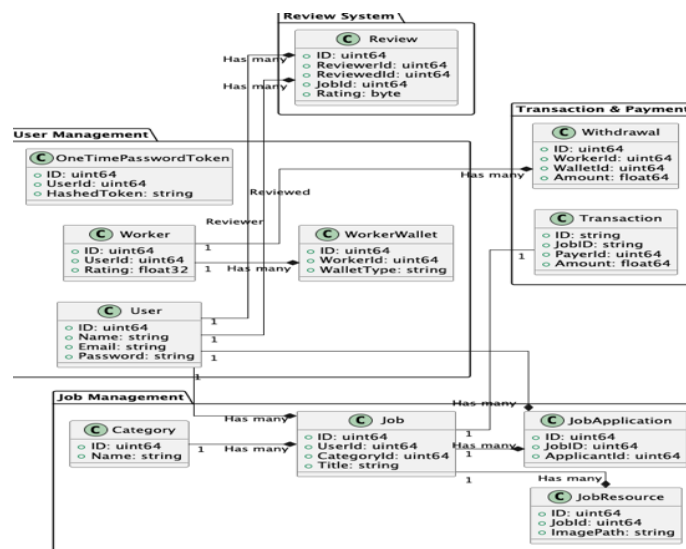 Review System
C Review
ID: uint64
ReviewerId: uint64
ReviewedId: uint64
JobId: uint64
Rating: byte
Has many
Has many
Transaction & Payment
C Withdrawal
ID: uint64
WorkerId: uint64
WalletId: uint64
Amount: float64
Has many
User Management
C OneTimePasswordToken
ID: uint64
UserId: uint64
HashedToken: string
Reviewed
Reviewer
C Worker
ID: uint64
UserId: uint64
Rating: float32
1
1
Has many
C WorkerWallet
ID: uint64
WorkerId: uint64
WalletType: string
C Transaction
ID: string
JobID: string
PayerId: uint64
Amount: float64
1
C User
ID: uint64
Name: string
Email: string
Password: string
1
1
1
1
Job Management
Has many
Has many
C Category
ID: uint64
Name: string
1
Has many
C Job
ID: uint64
UserId: uint64
CategoryId: uint64
Title: string
1
Has many
1
1
C JobApplication
ID: uint64
JobID: uint64
ApplicantId: uint64
Has many
C JobResource
ID: uint64
JobId: uint64
ImagePath: string